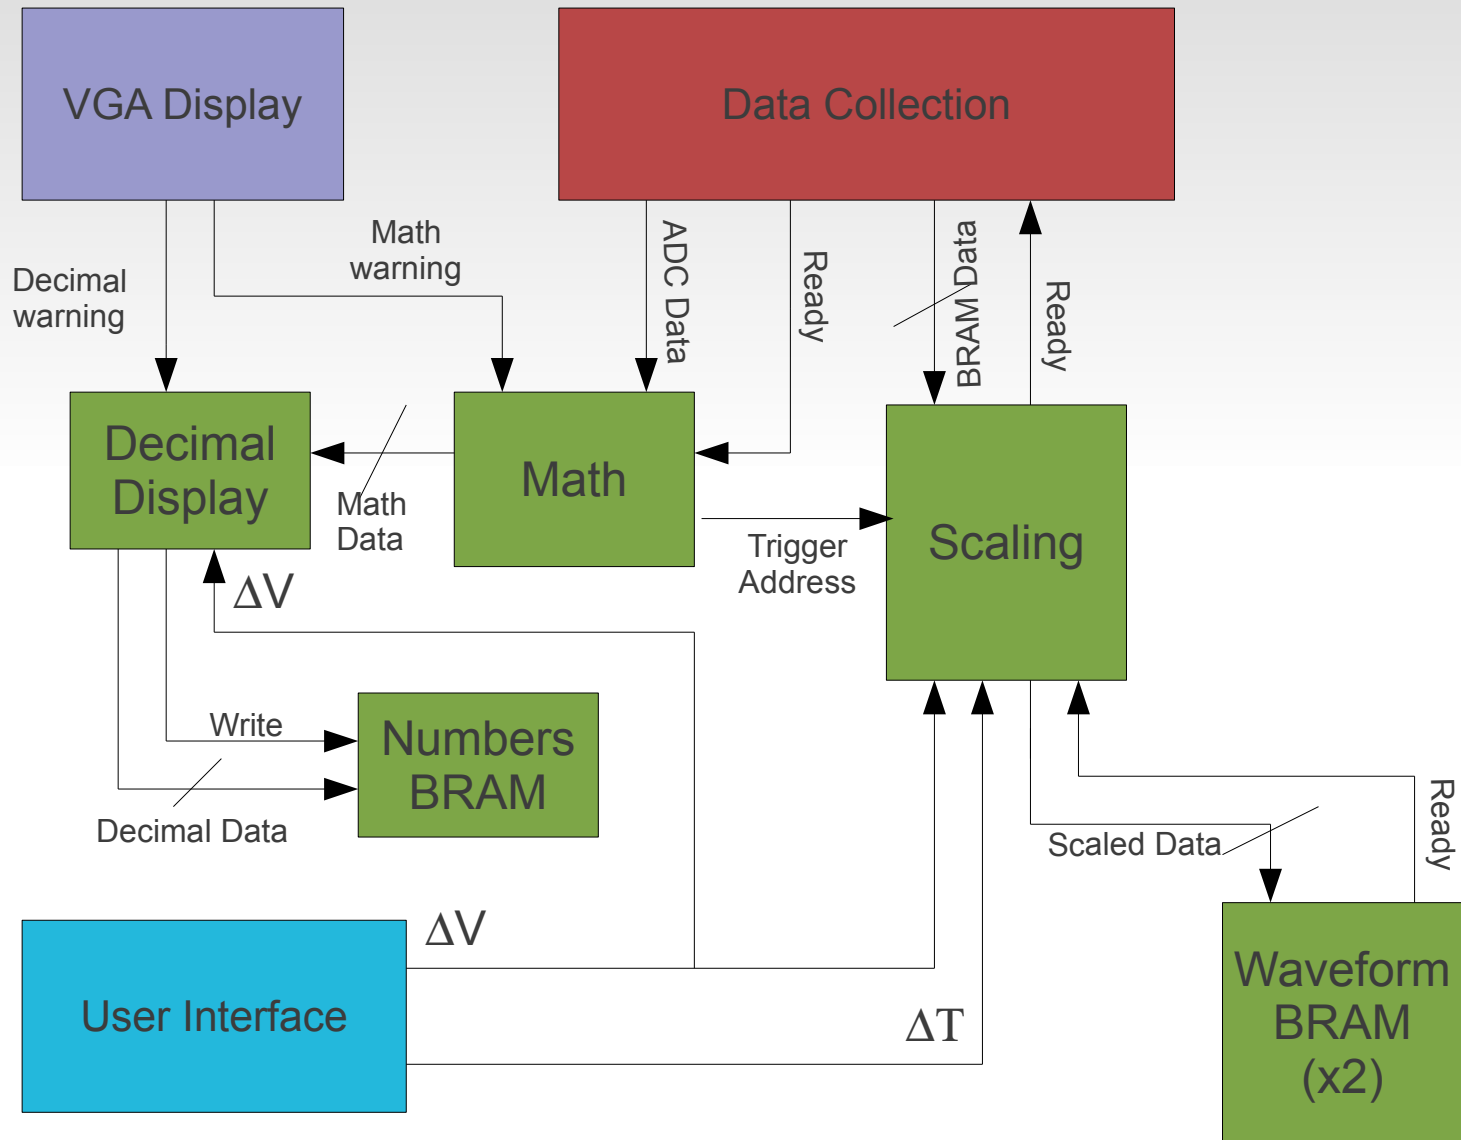 VGA Display
Data Collection
Math
warning
Decimal
warning
ADC Data
Ready
BRAM Data
Ready
Decimal
Display
Math
Data
Math
Trigger
Address
Scaling
ΔV
Write
Numbers
BRAM
Decimal Data
Scaled Data
Ready
ΔV
User Interface
ΔT
Waveform
BRAM
(x2)